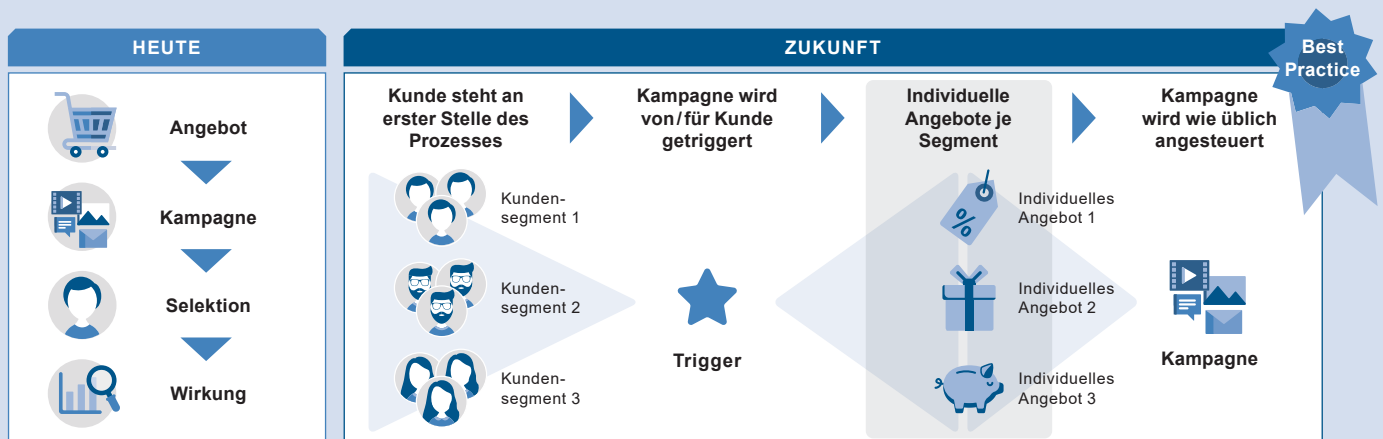 HEUTE
Angebot
Kampagne
Selektion
Wirkung
ZUKUNFT
Best
Practice
Kunde steht an
erster Stelle des
Prozesses
Kampagne wird
von/für Kunde
getriggert
Individuelle
Angebote je
Segment
Kampagne
wird wie üblich
angesteuert
Kunden-
segment 1
Kunden-
segment 2
Kunden-
segment 3
Trigger
%
Individuelles
Angebot 1
Individuelles
Angebot 2
Individuelles
Angebot 3
Kampagne